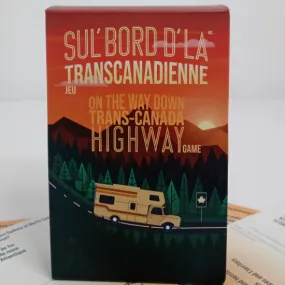 SUL' BORD D'LA
TRANSCANADIENNE
JEU
ON THE WAY DOWN
TRANS-CANADA
HIGHWAY GAME